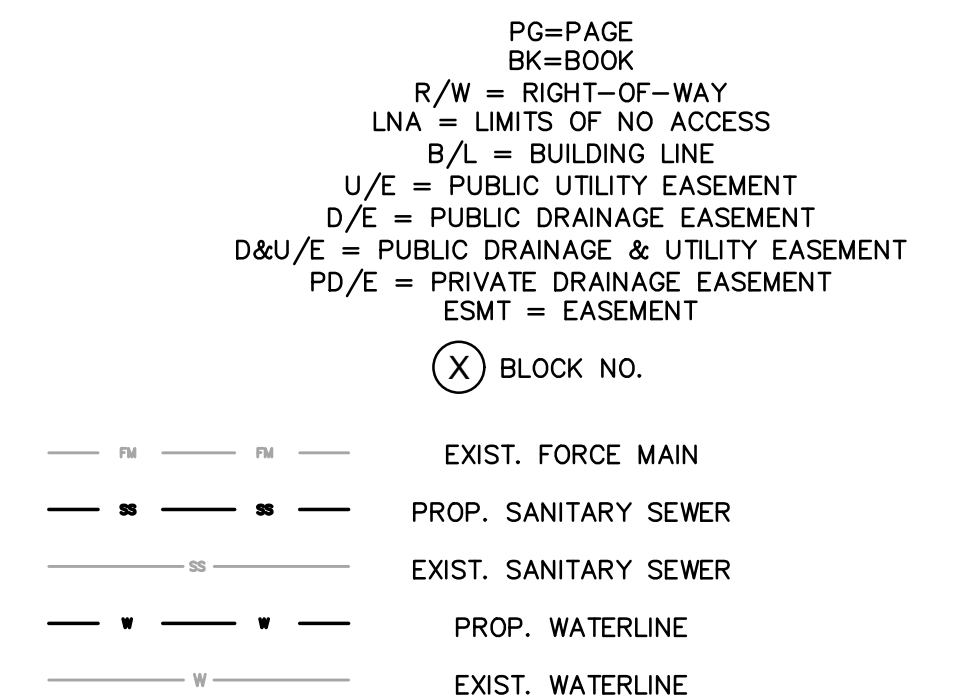 PG=PAGE
BK=BOOK
R/W = RIGHT-OF-WAY
LNA = LIMITS OF NO ACCESS
B/L = BUILDING LINE
U/E = PUBLIC UTILITY EASEMENT
D/E = PUBLIC DRAINAGE EASEMENT
D&U/E = PUBLIC DRAINAGE & UTILITY EASEMENT
PD/E = PRIVATE DRAINAGE EASEMENT
ESMT = EASEMENT
X BLOCK NO.
FM FM EXIST. FORCE MAIN
SS SS PROP. SANITARY SEWER
SS EXIST. SANITARY SEWER
W W PROP. WATERLINE
W EXIST. WATERLINE